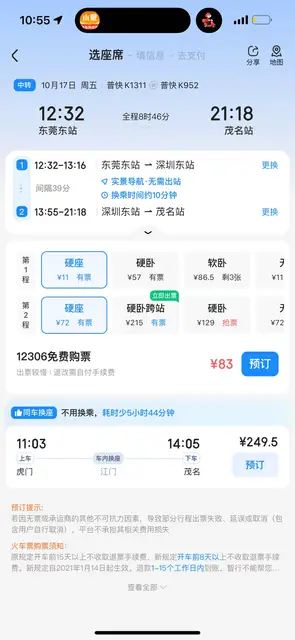 10:55
选座席 — 填信息 — 去支付
分享
地图
中转 10月17日 周五 普快K1311 普快K952
12:32 全程8时46分 21:18
东莞东站 茂名站
1 12:32-13:16 东莞东站 深圳东站 更换
间隔39分
实景导航·无需出站
换乘时间约10分钟
2 13:55-21:18 深圳东站 茂名站 更换
第1程
硬座
¥11 有票
硬卧
¥57 有票
软卧
¥86.5 剩3张
第2程
立即出票
硬座
¥72 有票
硬卧跨站
¥215 有票
硬卧
¥129 抢票
¥72
12306免费购票
出票较慢 | 退改需自付手续费
¥83
预订
同车换座 不用换乘，耗时少5小时44分钟
11:03 14:05 ¥249.5
上车 车内换座 下车
虎门 江门 茂名
预订
预订提示:
若因无票或承运商的其他不可抗力因素，导致部分行程出票失败、延误或取消（包含用户自行取消），平台不承担其相关费用损失
火车票购票须知:
原规定开车前15天以上不收取退票手续费，新规定开车前8天以上不收取退票手续费。新规定自2021年1月14日起生效。退款1-15个工作日内到账，智行不能帮您...
查看全部